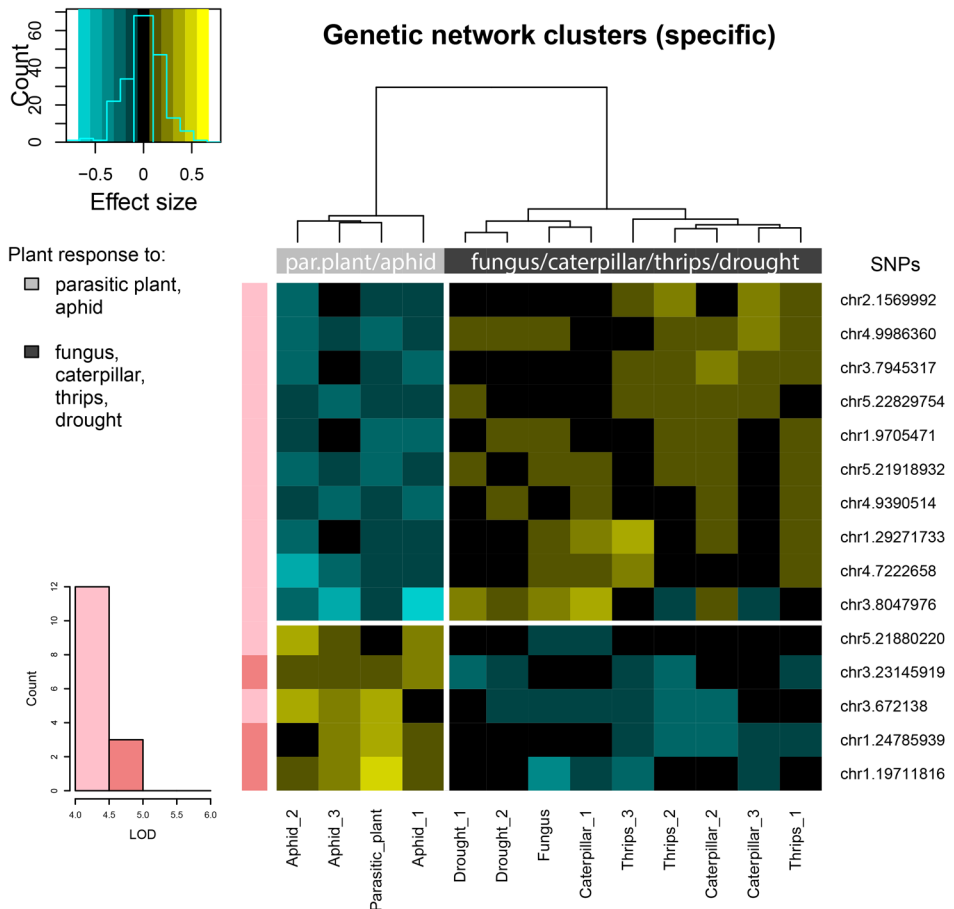 Genetic network clusters (specific)
Count
0
20
40
60
−0.5
0
0.5
Effect size
Plant response to:
parasitic plant,
aphid
fungus,
caterpillar,
thrips,
drought
par.plant/aphid
fungus/caterpillar/thrips/drought
SNPs
chr2.1569992
chr4.9986360
chr3.7945317
chr5.22829754
chr1.9705471
chr5.21918932
chr4.9390514
chr1.29271733
chr4.7222658
chr3.8047976
chr5.21880220
chr3.23145919
chr3.672138
chr1.24785939
chr1.19711816
Count
0
2
4
6
8
10
12
4.0
4.5
5.0
5.5
6.0
LOD
Aphid_2
Aphid_3
Parasitic_plant
Aphid_1
Drought_1
Drought_2
Fungus
Caterpillar_1
Thrips_3
Thrips_2
Caterpillar_2
Caterpillar_3
Thrips_1